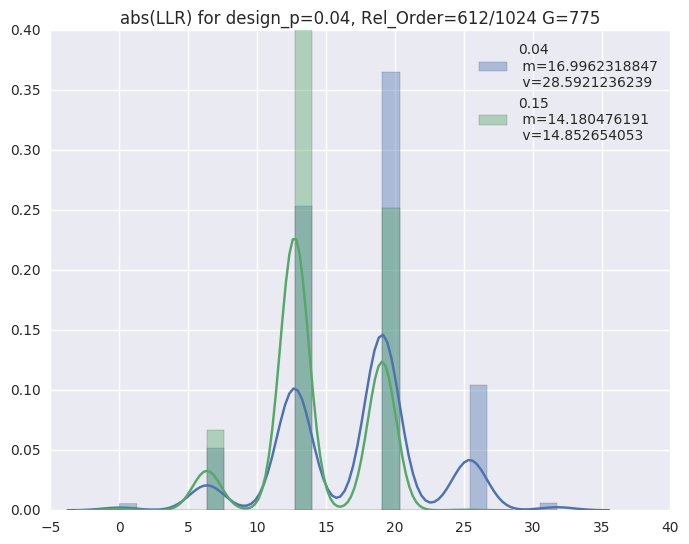 abs(LLR) for design_p=0.04, Rel_Order=612/1024 G=775
0.40
0.35
0.30
0.25
0.20
0.15
0.10
0.05
0.00
0.04
m=16.9962318847
v=28.5921236239
0.15
m=14.180476191
v=14.852654053
−5 0 5 10 15 20 25 30 35 40